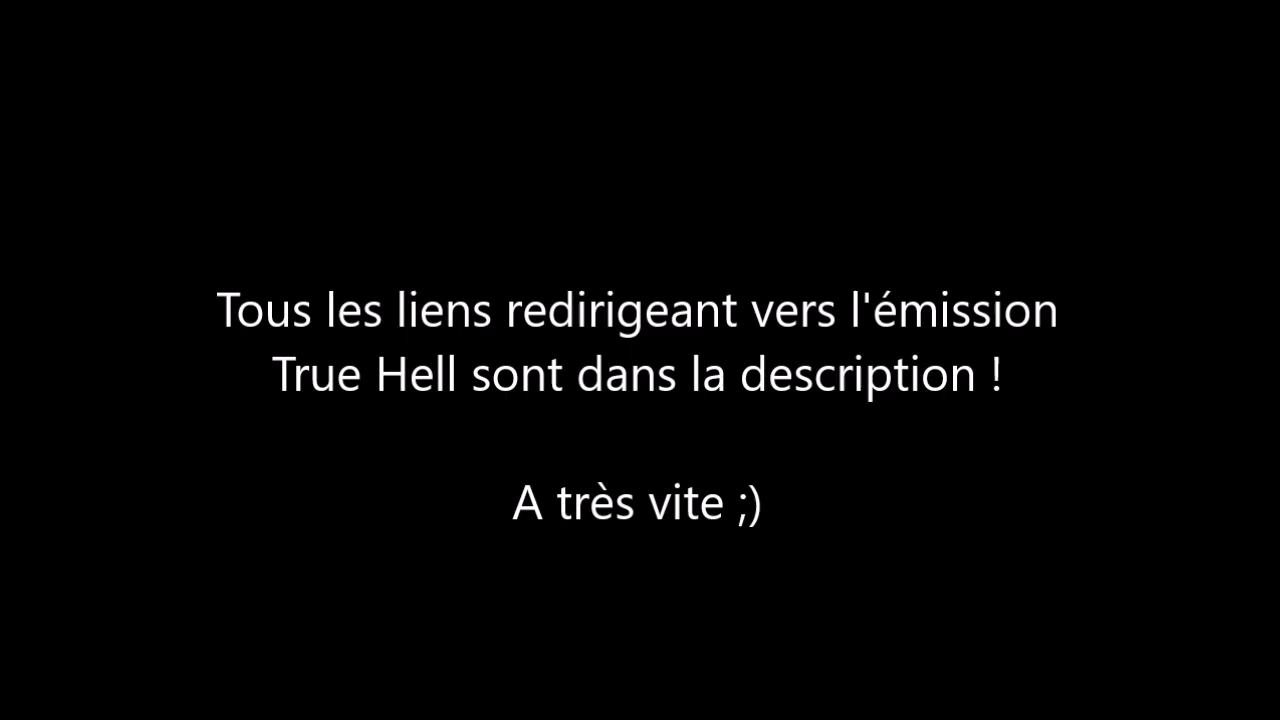 Tous les liens redirigeant vers l'émission
True Hell sont dans la description !
A très vite ;)